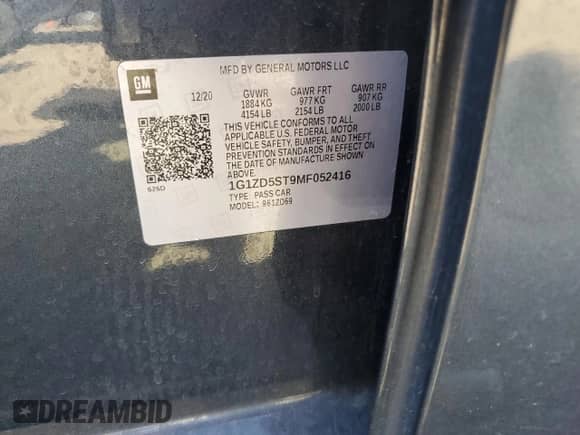 MFD BY GENERAL MOTORS LLC
GM
12/20 GVWR GAWR FRT GAWR RR
1884 KG 977 KG 907 KG
4154 LB 2154 LB 2000 LB
THIS VEHICLE CONFORMS TO ALL
APPLICABLE U.S. FEDERAL MOTOR
VEHICLE SAFETY, BUMPER, AND THEFT
PREVENTION STANDARDS IN EFFECT ON
THE DATE OF MANUFACTURE SHOWN
ABOVE.
1G1ZD5ST9MF052416
TYPE: PASS CAR
MODEL:
DREAMBID